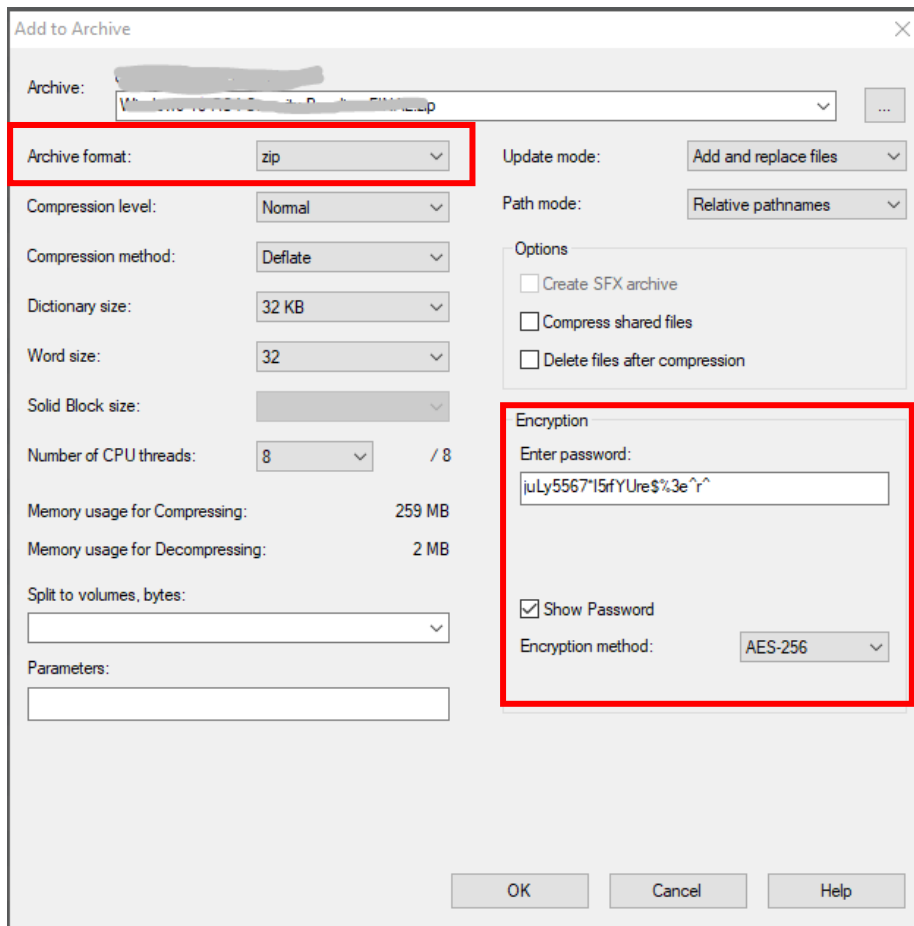 Add to Archive
Archive:
zip
...
Archive format:
zip
Update mode:
Add and replace files
Compression level:
Normal
Path mode:
Relative pathnames
Compression method:
Deflate
Options
Create SFX archive
Dictionary size:
32 KB
Compress shared files
Word size:
32
Delete files after compression
Solid Block size:
Encryption
Number of CPU threads:
8
/ 8
Enter password:
juLy5567*I5rfYUre$%3e^r^
Memory usage for Compressing:
259 MB
Memory usage for Decompressing:
2 MB
Split to volumes, bytes:
Show Password
Encryption method:
AES-256
Parameters:
OK
Cancel
Help